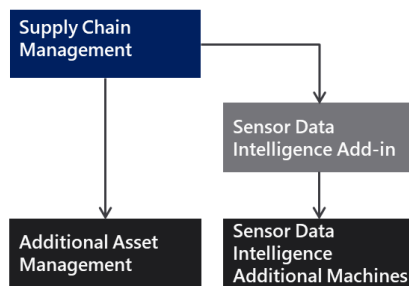 Supply Chain
Management
Sensor Data
Intelligence Add-in
Additional Asset
Management
Sensor Data
Intelligence
Additional Machines